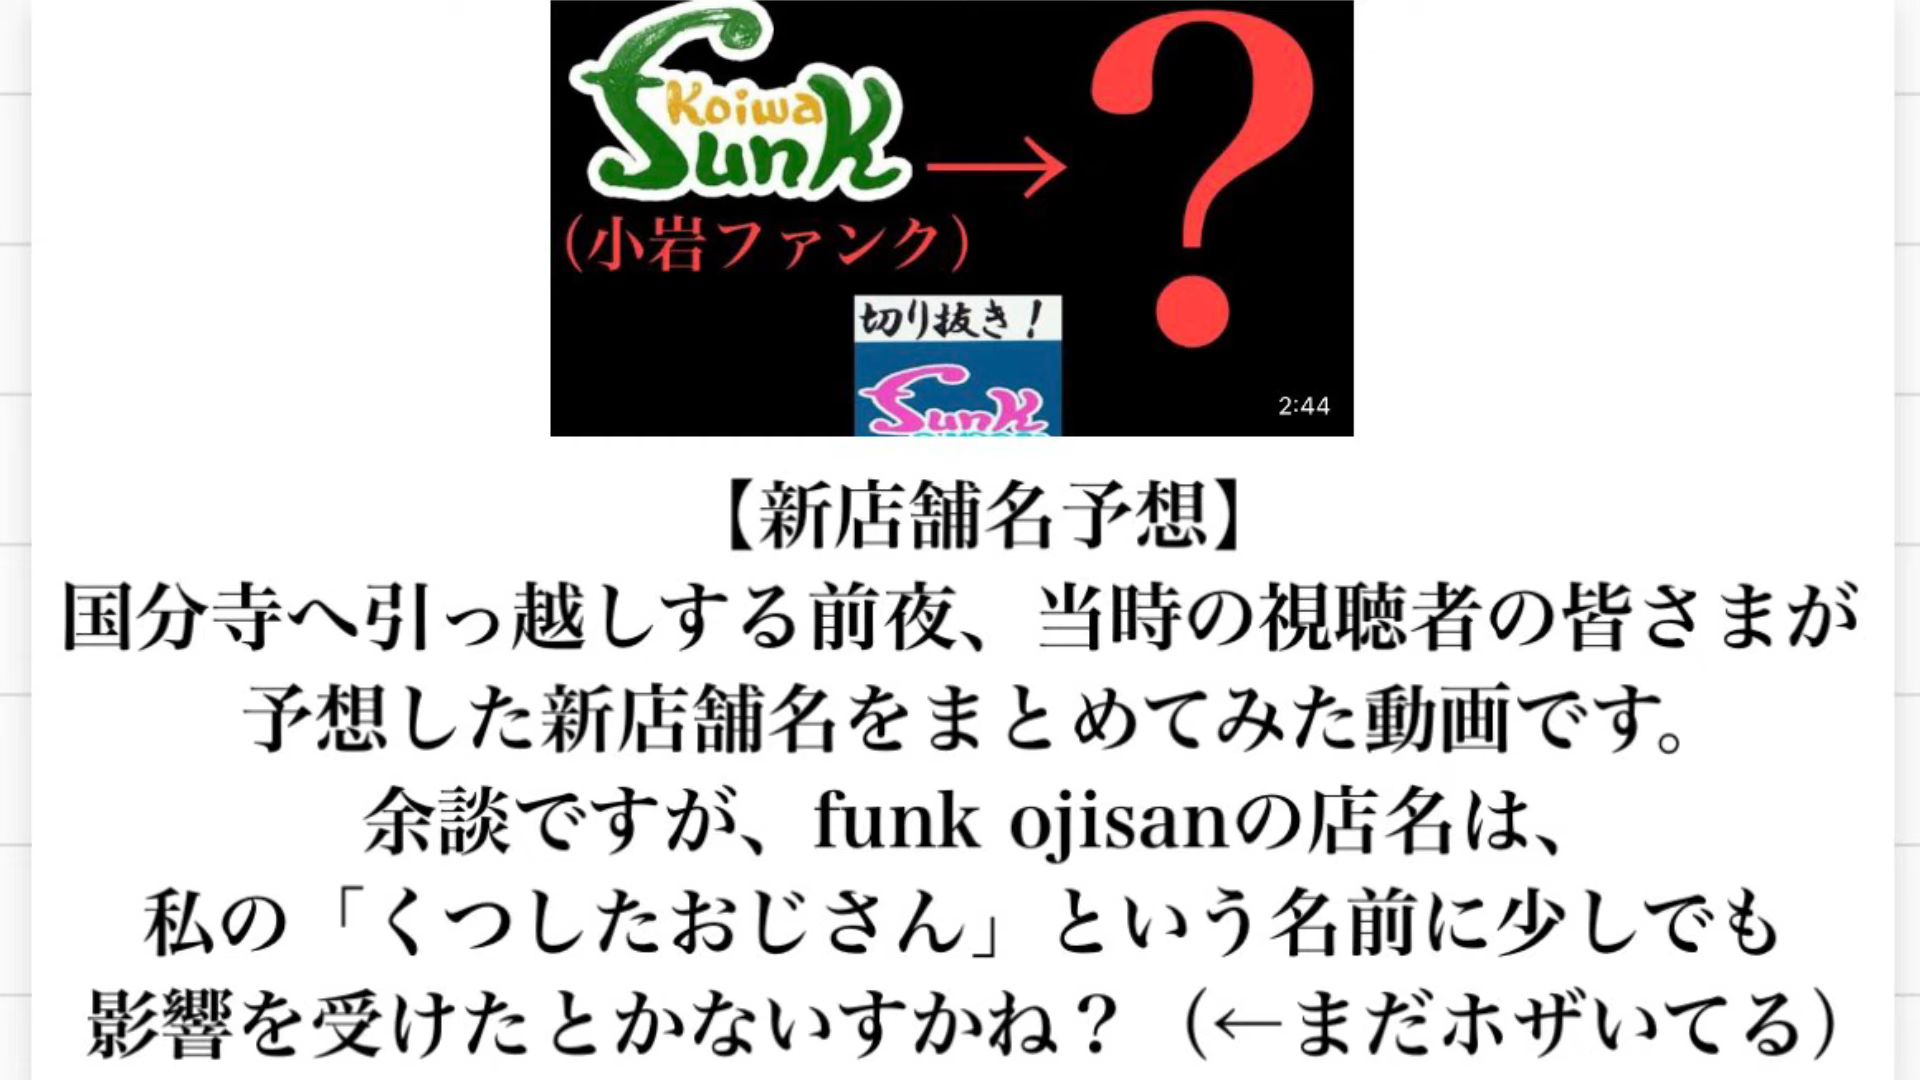 Koiwa
funk
→
?
（小岩ファンク）
切り抜き！
funk
2:44
【新店舗名予想】
国分寺へ引っ越しする前夜、当時の視聴者の皆さまが
予想した新店舗名をまとめてみた動画です。
余談ですが、funk ojisanの店名は、
私の「くつしたおじさん」という名前に少しでも
影響を受けたとかないすかね？（←まだホザいてる）